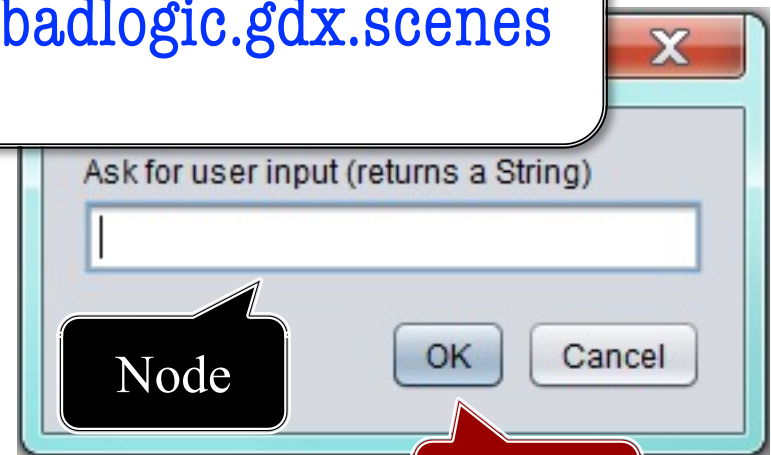 badlogic.gdx.scenes
Ask for user input (returns a String)
Node
OK
Cancel